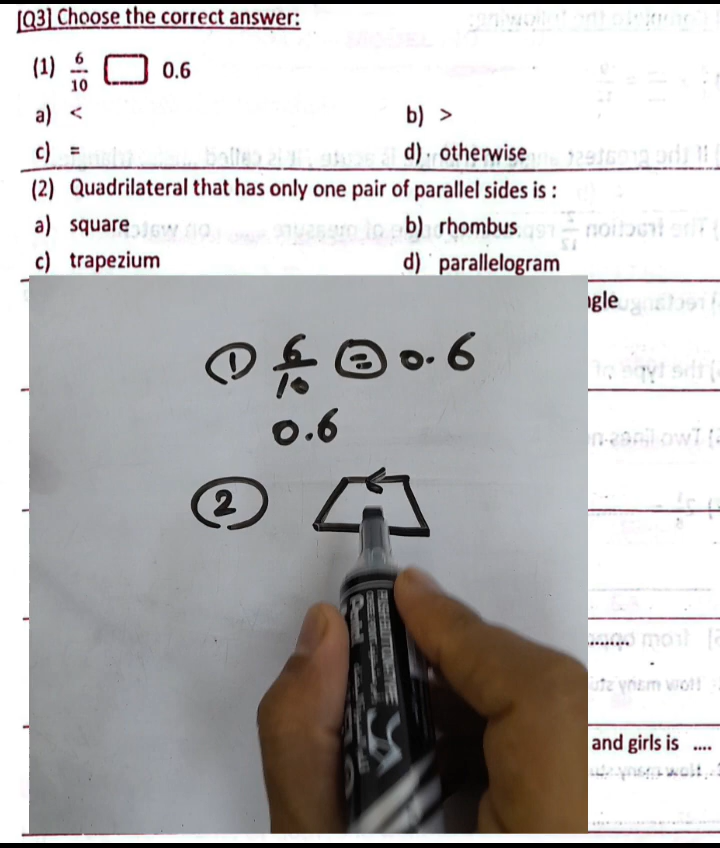 [Q3] Choose the correct answer:
(1) 6/10 □ 0.6
a) <
b) >
c) =
d) otherwise
(2) Quadrilateral that has only one pair of parallel sides is :
a) square
b) rhombus
c) trapezium
d) parallelogram
① 6/10 = 0.6
0.6
②
and girls is ....